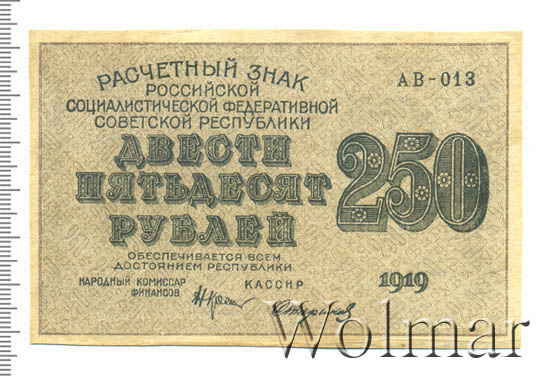 РАСЧЕТНЫЙ ЗНАК
АВ-013
РОССИЙСКОЙ
СОЦИАЛИСТИЧЕСКОЙ ФЕДЕРАТИВНОЙ
СОВЕТСКОЙ РЕСПУБЛИКИ
ДВЕСТИ
ПЯТЬДЕСЯТ
РУБЛЕЙ
250
ОБЕСПЕЧИВАЕТСЯ ВСЕМ
ДОСТОЯНИЕМ РЕСПУБЛИКИ
НАРОДНЫЙ КОМИССАР
ФИНАНСОВ
КАССИР
1919
Wolmar